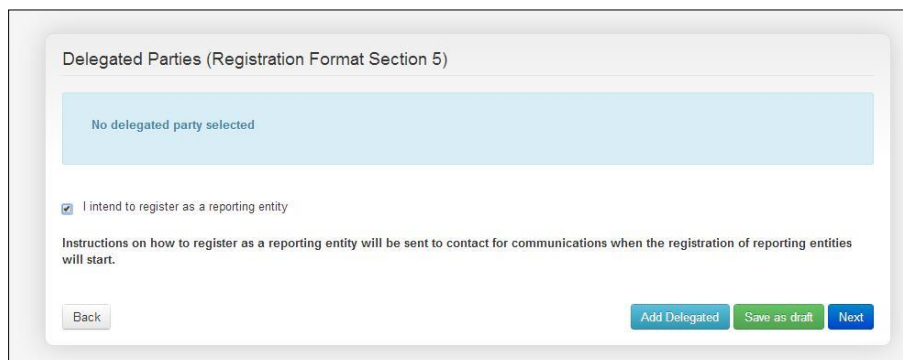 Delegated Parties (Registration Format Section 5)
No delegated party selected
I intend to register as a reporting entity
Instructions on how to register as a reporting entity will be sent to contact for communications when the registration of reporting entities
will start.
Back
Add Delegated
Save as draft
Next